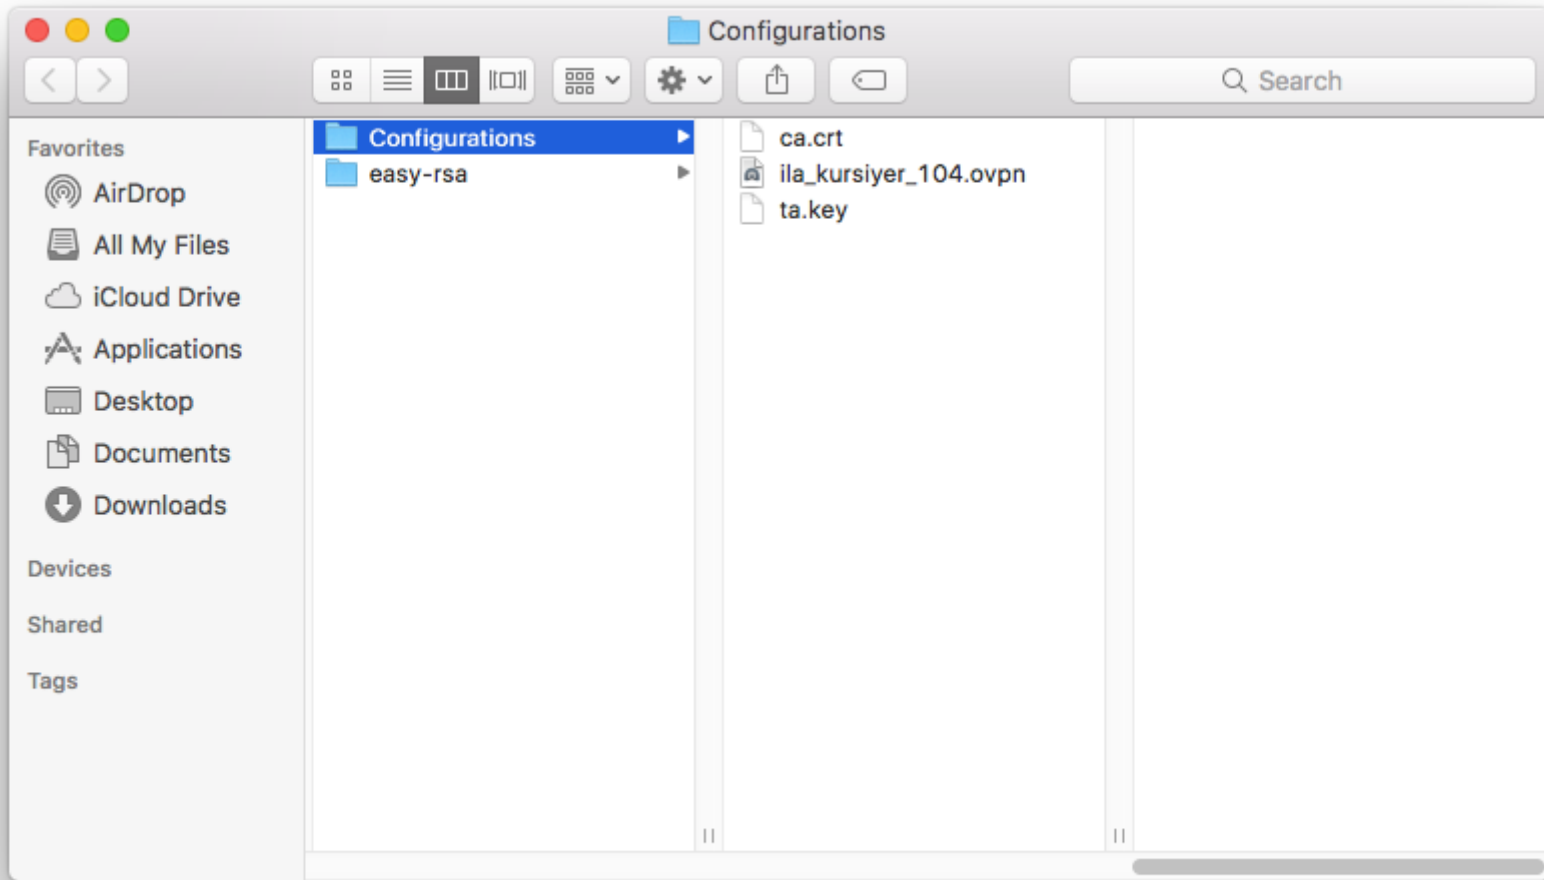 Configurations
Search
Favorites
AirDrop
All My Files
iCloud Drive
Applications
Desktop
Documents
Downloads
Devices
Shared
Tags
Configurations
easy-rsa
ca.crt
ila_kursiyer_104.ovpn
ta.key